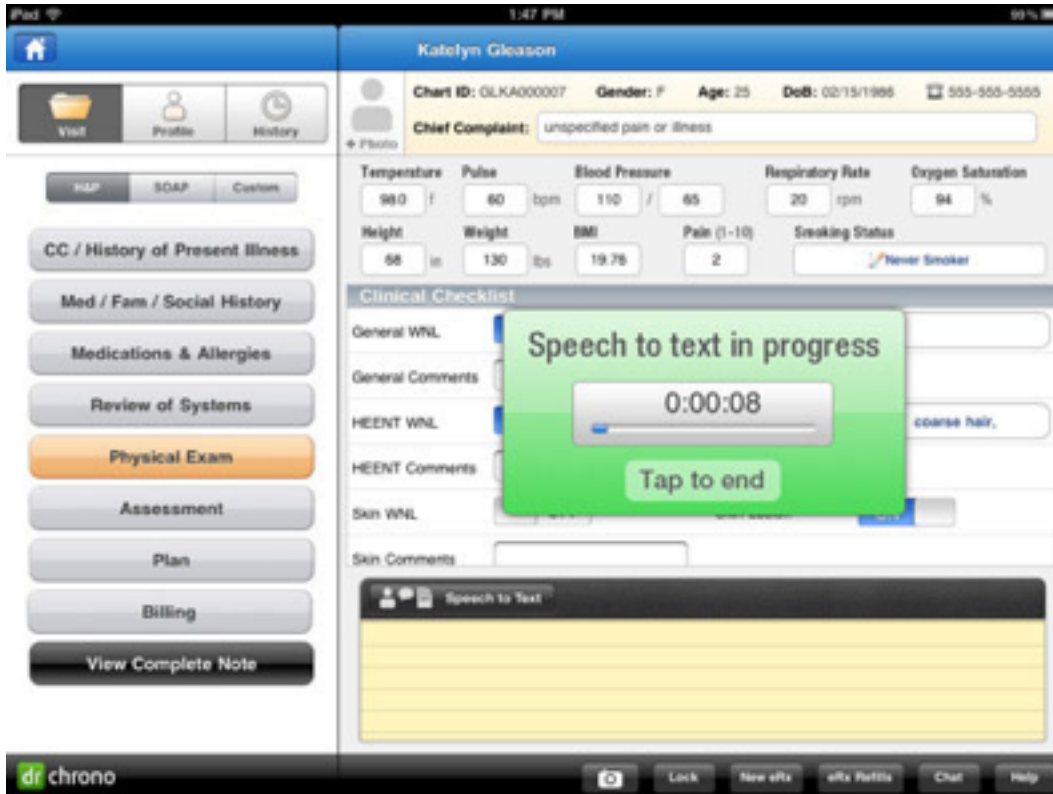 iPad 1:47 PM 99%
Katelyn Gleason
Visit Profile History
Chart ID: GLKA000007 Gender: F Age: 25 DoB: 02/15/1986 555-555-5555
Chief Complaint: unspecified pain or illness
+ Photo
H&P SOAP Custom
Temperature Pulse Blood Pressure Respiratory Rate Oxygen Saturation
98.0 f 60 bpm 110 / 65 20 rpm 94 %
Height Weight BMI Pain (1-10) Smoking Status
68 in 130 lbs 19.76 2 Never Smoker
CC / History of Present Illness
Med / Fam / Social History
Medications & Allergies
Review of Systems
Physical Exam
Assessment
Plan
Billing
View Complete Note
Clinical Checklist
General WNL
General Comments
HEENT WNL coarse hair,
HEENT Comments
Skin WNL
Skin Comments
Speech to text in progress
0:00:08
Tap to end
Speech to Text
dr chrono
Lock New eRx eRx Refills Chat Help